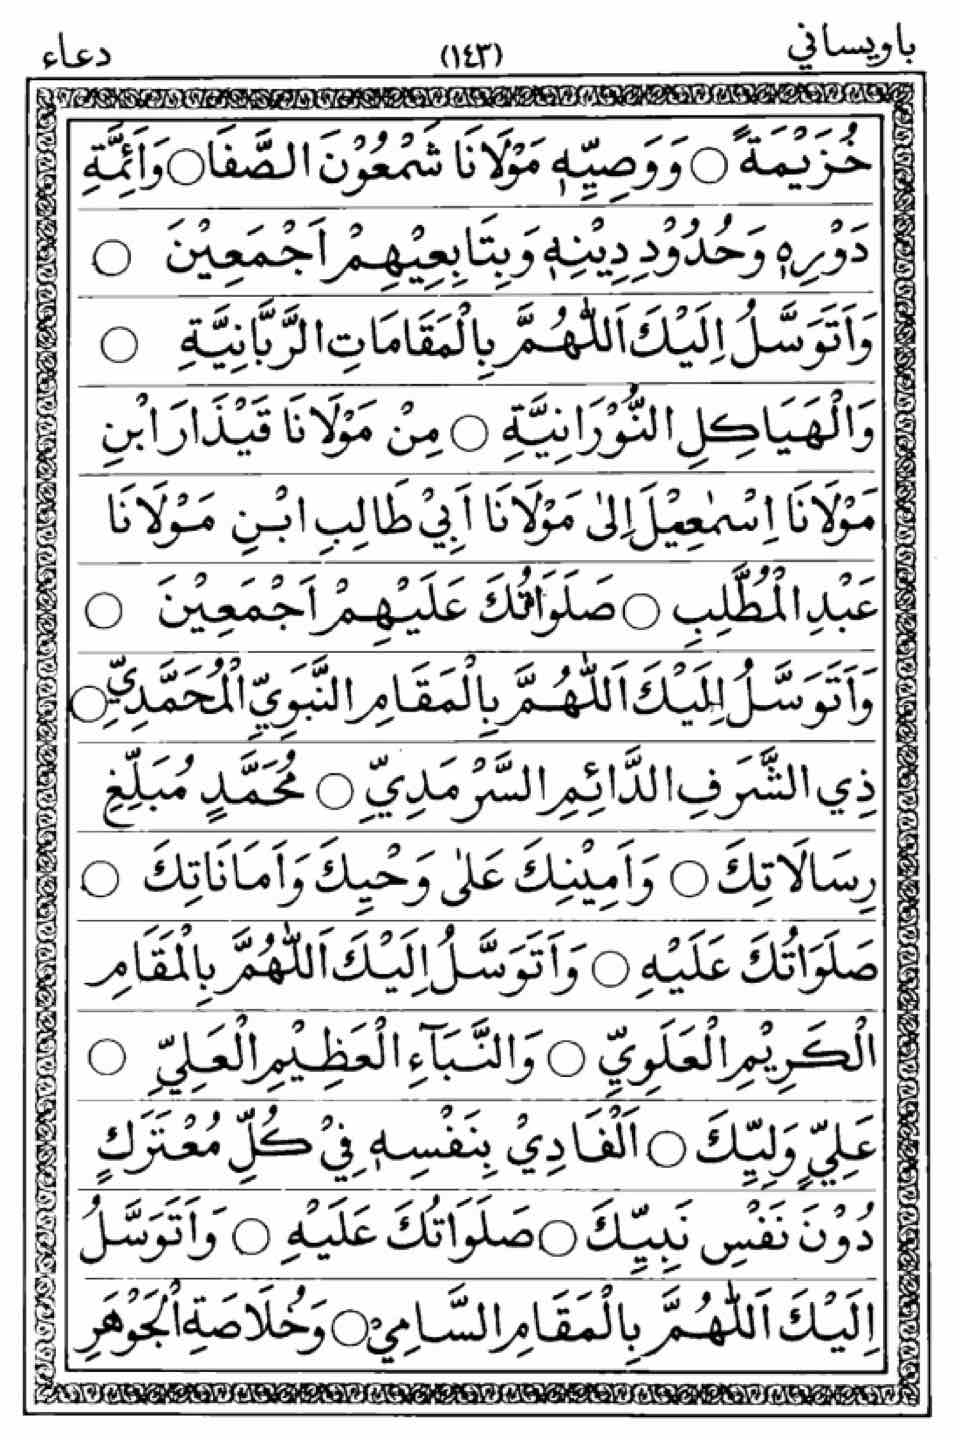 باويساني (١٤٣) دعاء
خُزَيْمَةَ ○ وَوَصِيِّهٖ مَوْلَانَا شَمْعُوْنَ الصَّفَا ○ وَاَئِمَّةِ
دَوْرِهٖ وَحُدُوْدِ دِيْنِهٖ وَبِتَابِعِيْهِمْ اَجْمَعِيْنَ ○
وَاَتَوَسَّلُ اِلَيْكَ اَللّٰهُمَّ بِالْمَقَامَاتِ الرَّبَّانِيَّةِ ○
وَالْهَيَاكِلِ النُّوْرَانِيَّةِ ○ مِنْ مَوْلَانَا قَيْذَارَ ابْنِ
مَوْلَانَا اِسْمٰعِيْلَ اِلىٰ مَوْلَانَا اَبِيْ طَالِبِ ابْنِ مَوْلَانَا
عَبْدِ الْمُطَّلِبِ ○ صَلَوَاتُكَ عَلَيْهِمْ اَجْمَعِيْنَ ○
وَاَتَوَسَّلُ اِلَيْكَ اَللّٰهُمَّ بِالْمَقَامِ النَّبَوِيِّ الْمُحَمَّدِيِّ ○
ذِي الشَّرَفِ الدَّائِمِ السَّرْمَدِيِّ ○ مُحَمَّدٍ مُبَلِّغِ
رِسَالَاتِكَ ○ وَاَمِيْنِكَ عَلىٰ وَحْيِكَ وَاَمَانَاتِكَ ○
صَلَوَاتُكَ عَلَيْهِ ○ وَاَتَوَسَّلُ اِلَيْكَ اَللّٰهُمَّ بِالْمَقَامِ
الْكَرِيْمِ الْعَلَوِيِّ ○ وَالنَّبَآءِ الْعَظِيْمِ الْعَلِيِّ ○
عَلِيٍّ وَلِيِّكَ ○ اَلْفَادِيْ بِنَفْسِهٖ فِيْ كُلِّ مُعْتَرَكٍ
دُوْنَ نَفْسِ نَبِيِّكَ ○ صَلَوَاتُكَ عَلَيْهِ ○ وَاَتَوَسَّلُ
اِلَيْكَ اَللّٰهُمَّ بِالْمَقَامِ السَّامِيْ ○ وَخُلَاصَةِ الْجَوْهَرِ